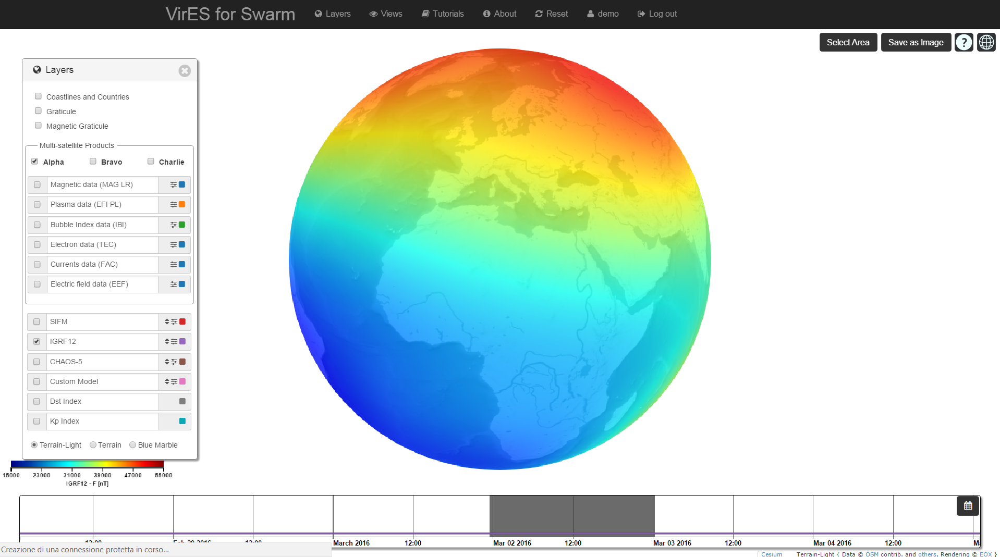 VirES for Swarm Layers Views Tutorials About Reset demo Log out
Select Area Save as Image ?
Layers
Coastlines and Countries
Graticule
Magnetic Graticule
Multi-satellite Products
Alpha Bravo Charlie
Magnetic data (MAG LR)
Plasma data (EFI PL)
Bubble Index data (IBI)
Electron data (TEC)
Currents data (FAC)
Electric field data (EEF)
SIFM
IGRF12
CHAOS-5
Custom Model
Dst Index
Kp Index
Terrain-Light Terrain Blue Marble
15000 23000 31000 39000 47000 55000
IGRF12 - F [nT]
12:00 Feb 29 2016 12:00 March 2016 12:00 Mar 02 2016 12:00 Mar 03 2016 12:00 Mar 04 2016 12:00
Creazione di una connessione protetta in corso...
Cesium Terrain-Light { Data © OSM contrib. and others, Rendering © EOX }